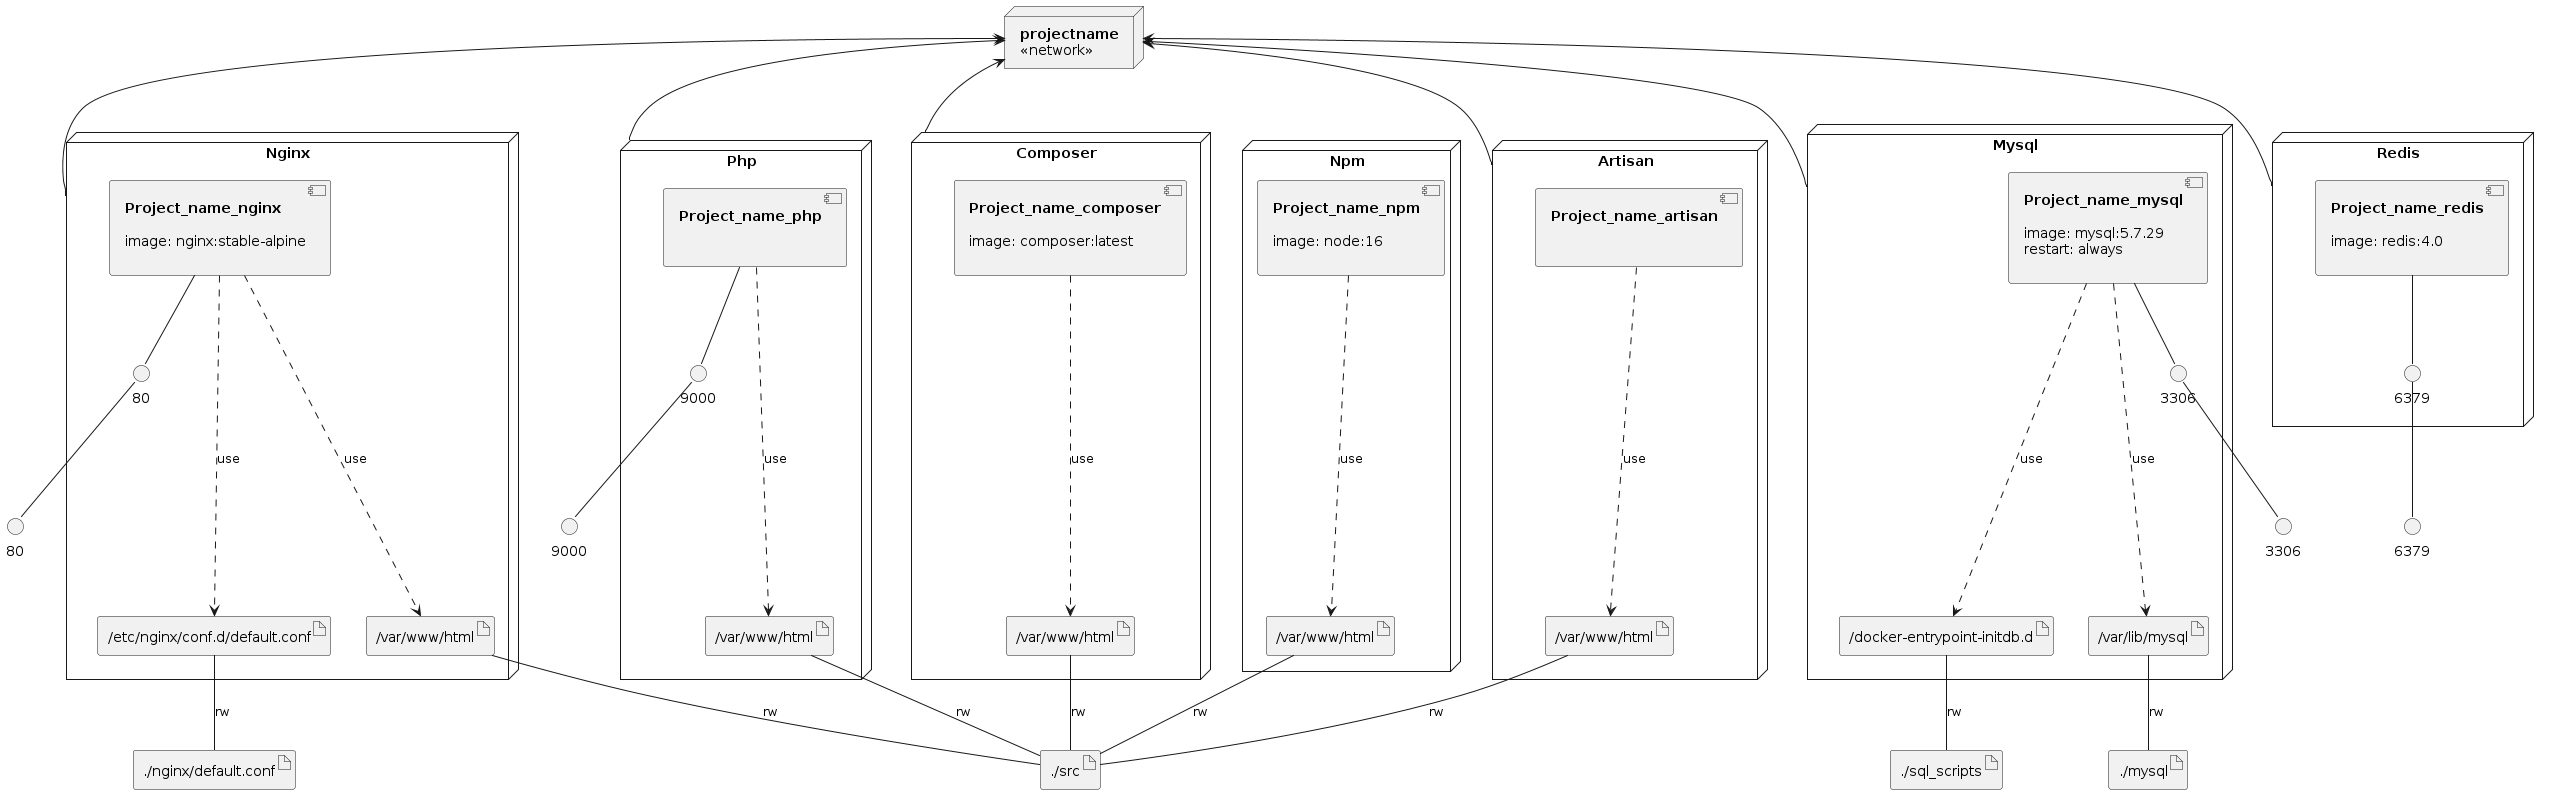 projectname
«network»
Nginx
Php
Composer
Npm
Artisan
Mysql
Redis
Project_name_nginx
image: nginx:stable-alpine
Project_name_php
Project_name_composer
image: composer:latest
Project_name_npm
image: node:16
Project_name_artisan
Project_name_mysql
image: mysql:5.7.29
restart: always
Project_name_redis
image: redis:4.0
80
9000
3306
6379
use
use
use
use
use
use
use
use
80
9000
3306
6379
/etc/nginx/conf.d/default.conf
/var/www/html
/var/www/html
/var/www/html
/var/www/html
/var/www/html
/docker-entrypoint-initdb.d
/var/lib/mysql
rw
rw
rw
rw
rw
rw
rw
rw
./nginx/default.conf
./src
./sql_scripts
./mysql